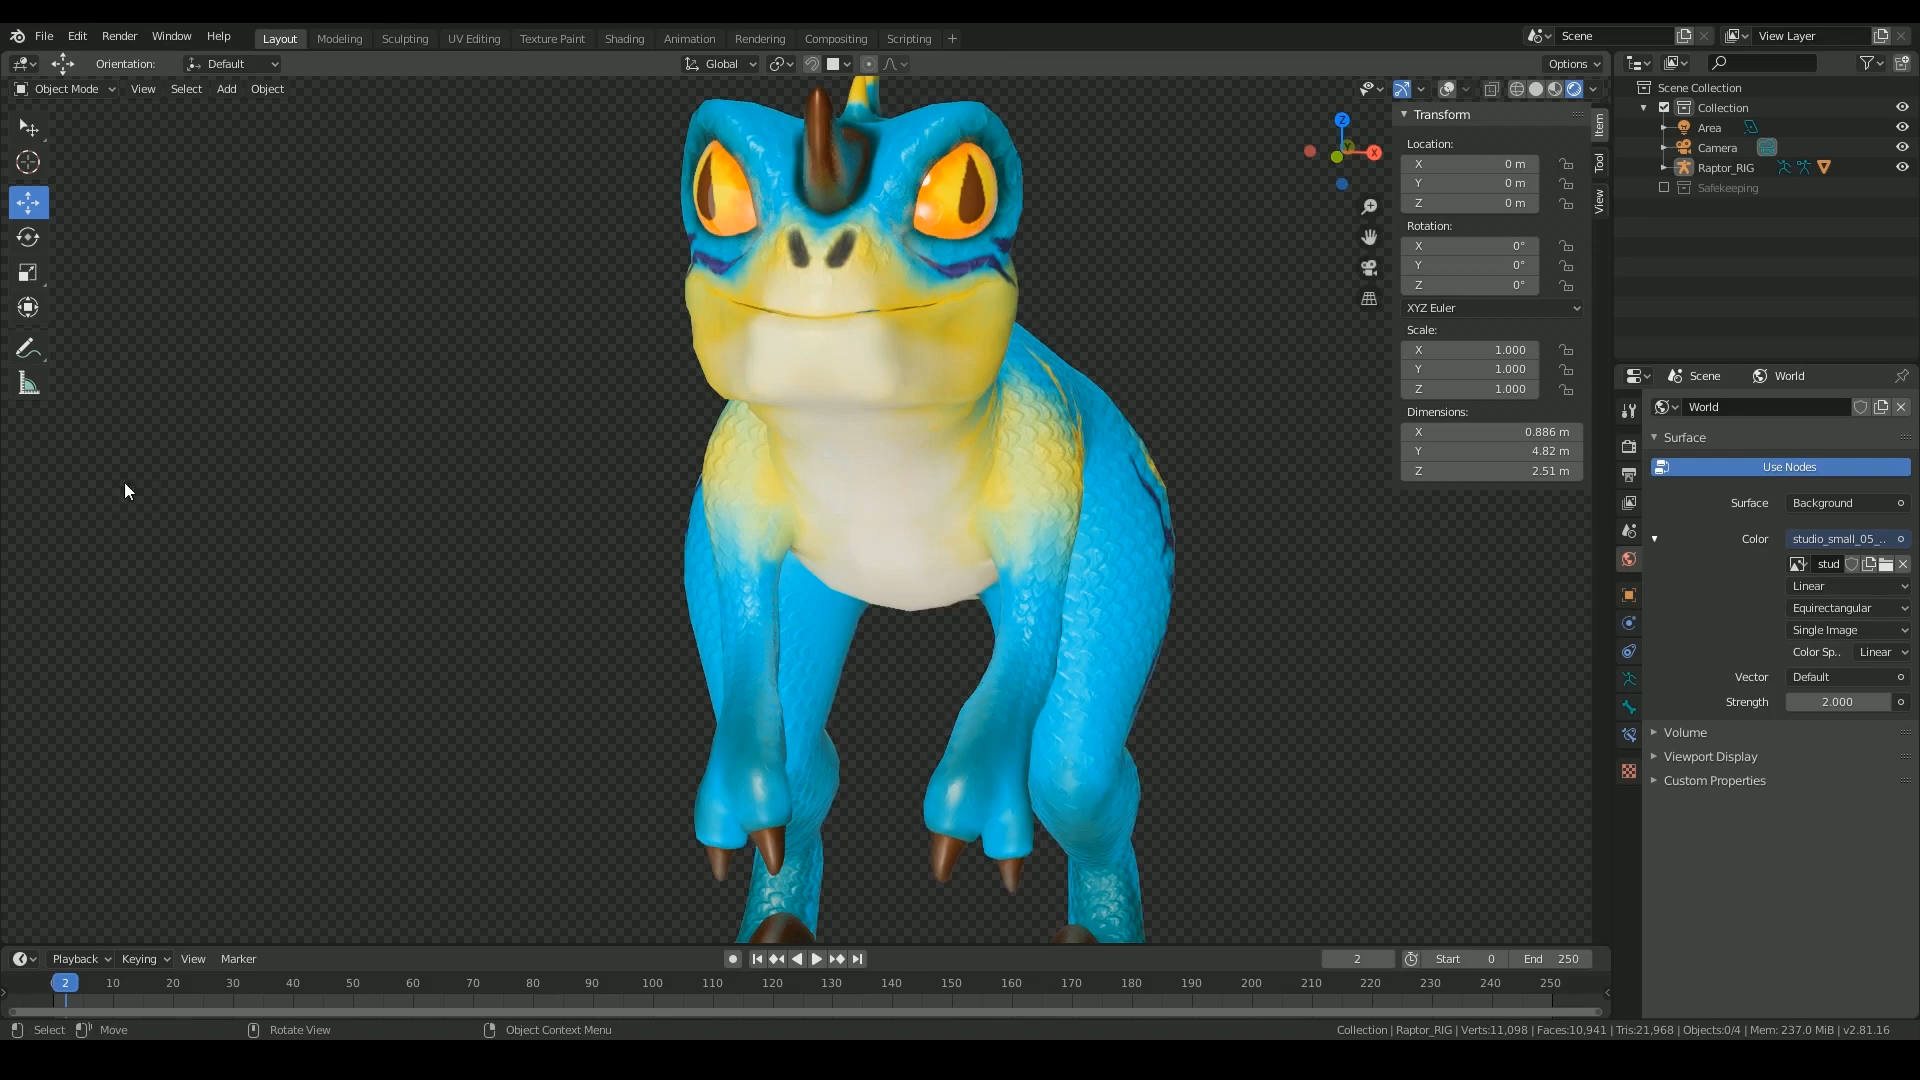 File Edit Render Window Help
Layout Modeling Sculpting UV Editing Texture Paint Shading Animation Rendering Compositing Scripting +
Scene
View Layer
Orientation: Default
Global
Options
Object Mode View Select Add Object
Z
Y
X
Transform
Location:
X 0 m
Y 0 m
Z 0 m
Rotation:
X 0°
Y 0°
Z 0°
XYZ Euler
Scale:
X 1.000
Y 1.000
Z 1.000
Dimensions:
X 0.886 m
Y 4.82 m
Z 2.51 m
Item
Tool
View
Scene Collection
Collection
Area
Camera
Raptor_RIG
Safekeeping
Scene World
World
Surface
Use Nodes
Surface Background
Color studio_small_05_..
stud
Linear
Equirectangular
Single Image
Color Sp.. Linear
Vector Default
Strength 2.000
Volume
Viewport Display
Custom Properties
Playback Keying View Marker
2
Start 0
End 250
2 10 20 30 40 50 60 70 80 90 100 110 120 130 140 150 160 170 180 190 200 210 220 230 240 250
Select Move Rotate View Object Context Menu
Collection | Raptor_RIG | Verts:11,098 | Faces:10,941 | Tris:21,968 | Objects:0/4 | Mem: 237.0 MiB | v2.81.16